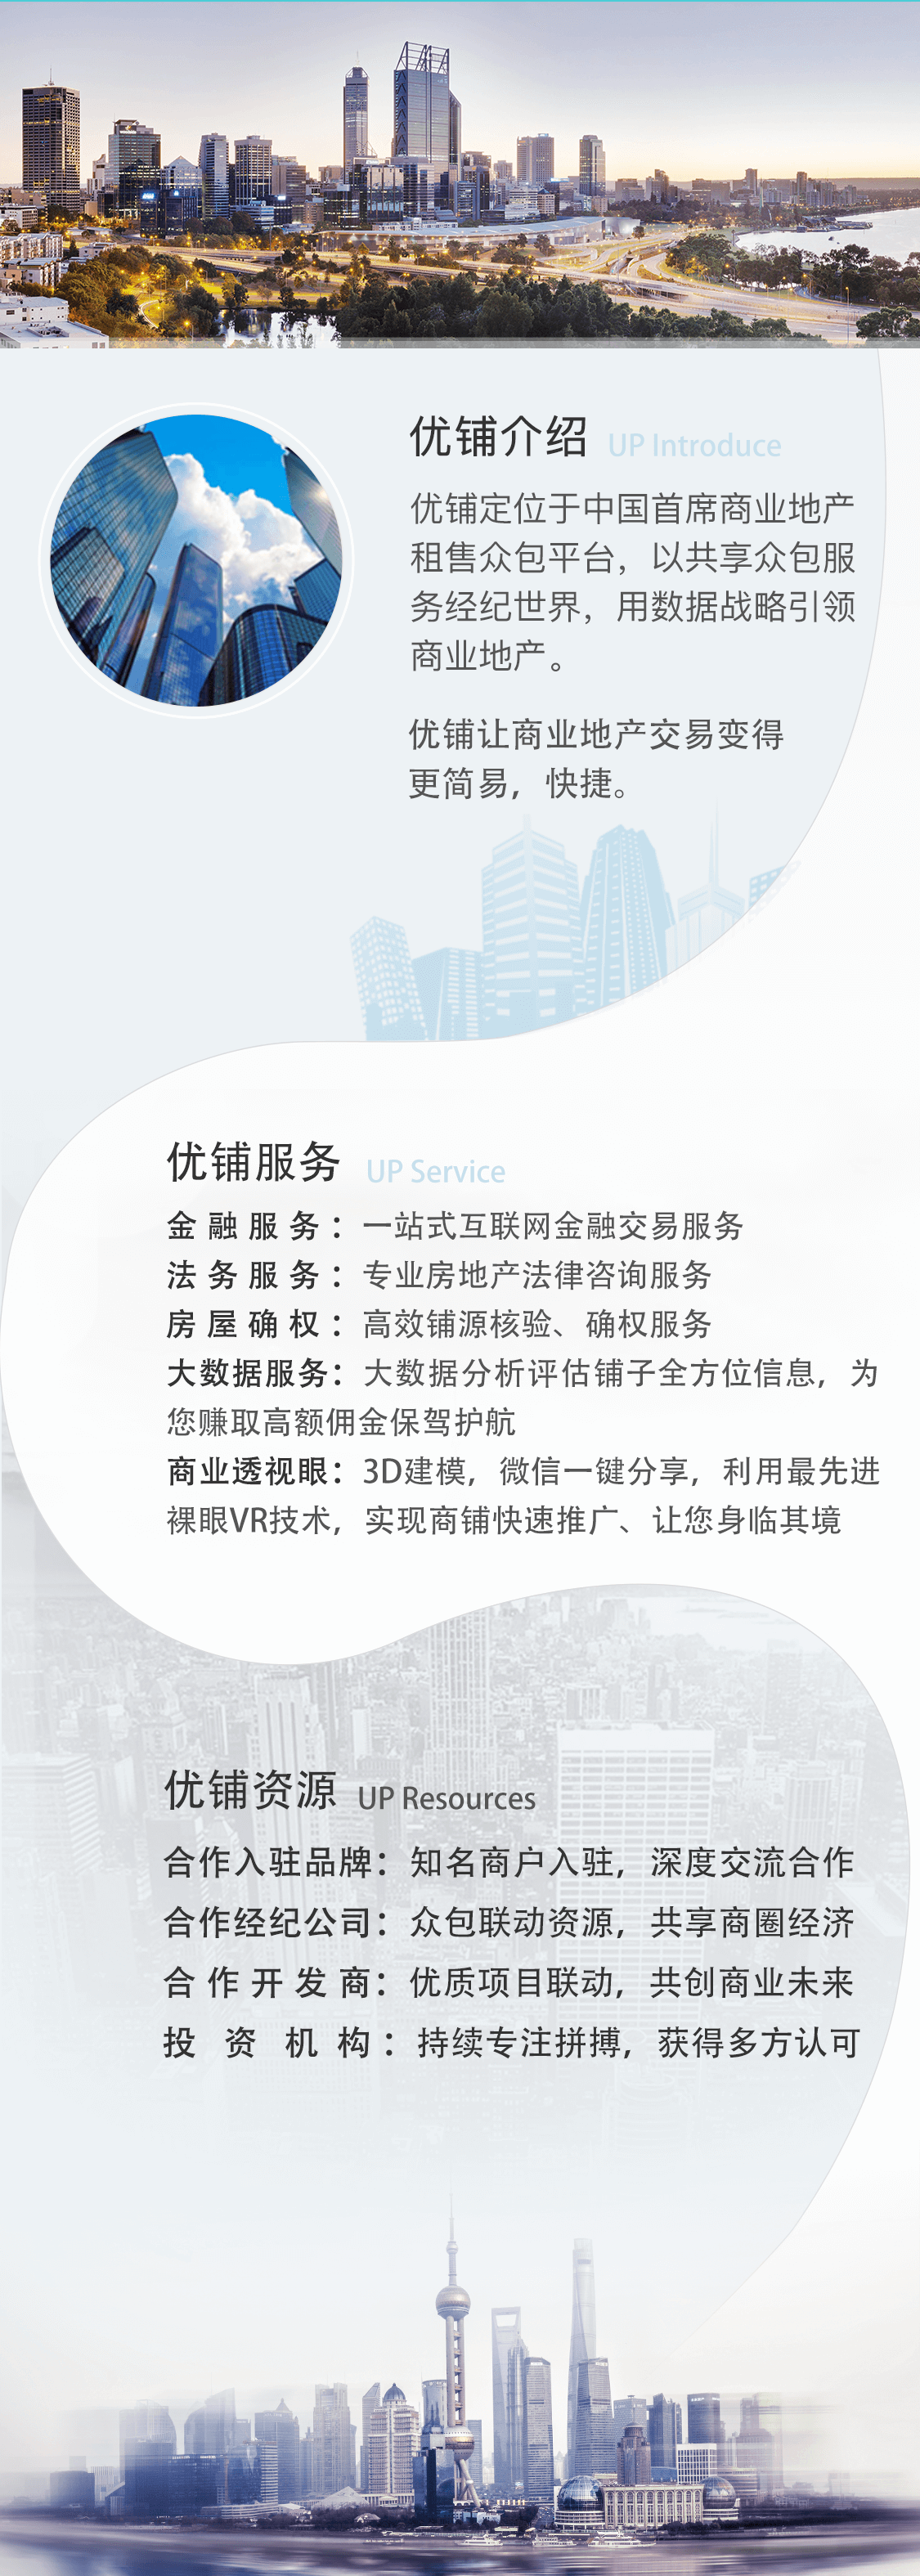 优铺介绍 UP Introduce
优铺定位于中国首席商业地产
租售众包平台，以共享众包服
务经纪世界，用数据战略引领
商业地产。
优铺让商业地产交易变得
更简易，快捷。
优铺服务 UP Service
金融服务：一站式互联网金融交易服务
法务服务：专业房地产法律咨询服务
房屋确权：高效铺源核验、确权服务
大数据服务：大数据分析评估铺子全方位信息，为
您赚取高额佣金保驾护航
商业透视眼：3D建模，微信一键分享，利用最先进
裸眼VR技术，实现商铺快速推广、让您身临其境
优铺资源 UP Resources
合作入驻品牌：知名商户入驻，深度交流合作
合作经纪公司：众包联动资源，共享商圈经济
合作开发商：优质项目联动，共创商业未来
投资机构：持续专注拼搏，获得多方认可